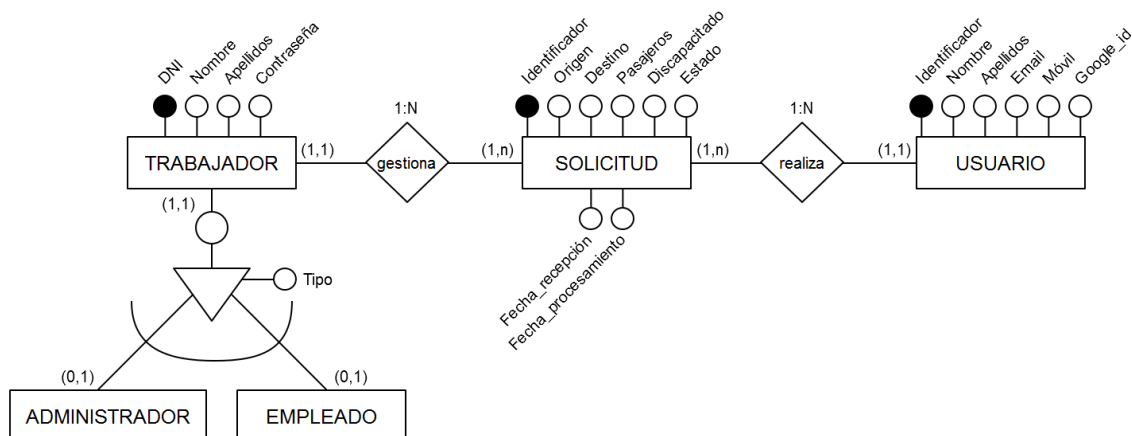 DNI
Nombre
Apellidos
Contraseña
Identificador
Origen
Destino
Pasajeros
Discapacitado
Estado
Identificador
Nombre
Apellidos
Email
Móvil
Google_id
1:N
1:N
TRABAJADOR
(1,1)
gestiona
(1,n)
SOLICITUD
(1,n)
realiza
(1,1)
USUARIO
(1,1)
Fecha_recepción
Fecha_procesamiento
Tipo
(0,1)
(0,1)
ADMINISTRADOR
EMPLEADO